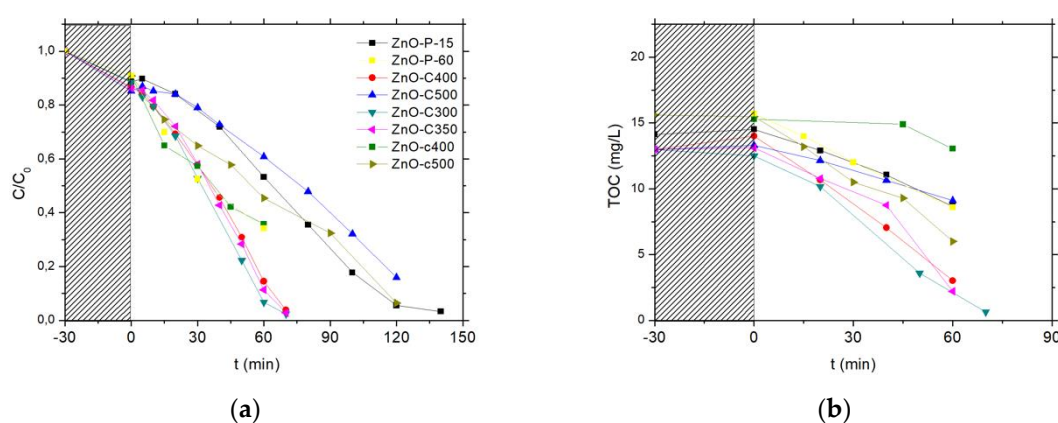 1,0
0,8
0,6
0,4
0,2
0,0
C/C0
-30 0 30 60 90 120 150
t (min)
ZnO-P-15
ZnO-P-60
ZnO-C400
ZnO-C500
ZnO-C300
ZnO-C350
ZnO-c400
ZnO-c500
(a)
20
15
10
5
0
TOC (mg/L)
-30 0 30 60 90
t (min)
(b)